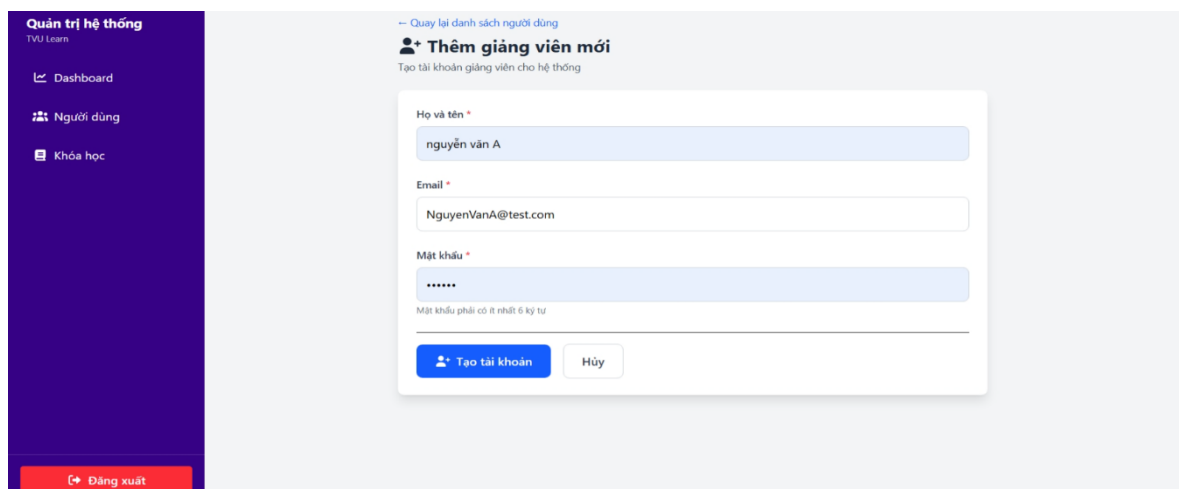 Quản trị hệ thống
TVU Learn
Dashboard
Người dùng
Khóa học
Đăng xuất
← Quay lại danh sách người dùng
Thêm giảng viên mới
Tạo tài khoản giảng viên cho hệ thống
Họ và tên *
nguyễn văn A
Email *
NguyenVanA@test.com
Mật khẩu *
••••••
Mật khẩu phải có ít nhất 6 ký tự
Tạo tài khoản
Hủy